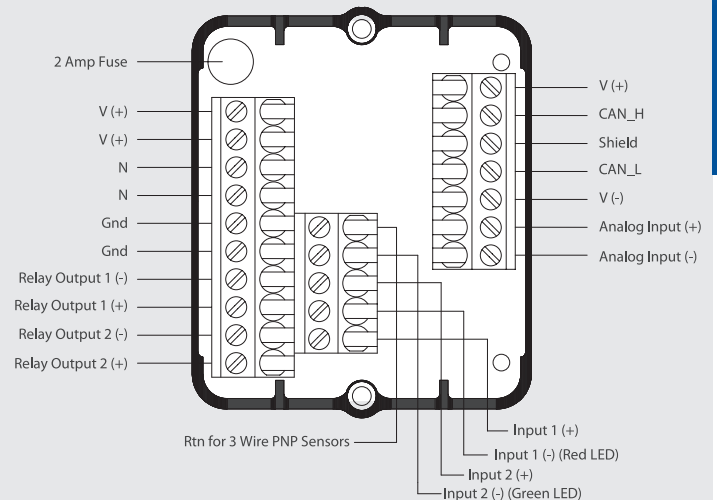 2 Amp Fuse
V (+)
V (+)
N
N
Gnd
Gnd
Relay Output 1 (-)
Relay Output 1 (+)
Relay Output 2 (-)
Relay Output 2 (+)
V (+)
CAN_H
Shield
CAN_L
V (-)
Analog Input (+)
Analog Input (-)
Rtn for 3 Wire PNP Sensors
Input 1 (+)
Input 1 (-) (Red LED)
Input 2 (+)
Input 2 (-) (Green LED)